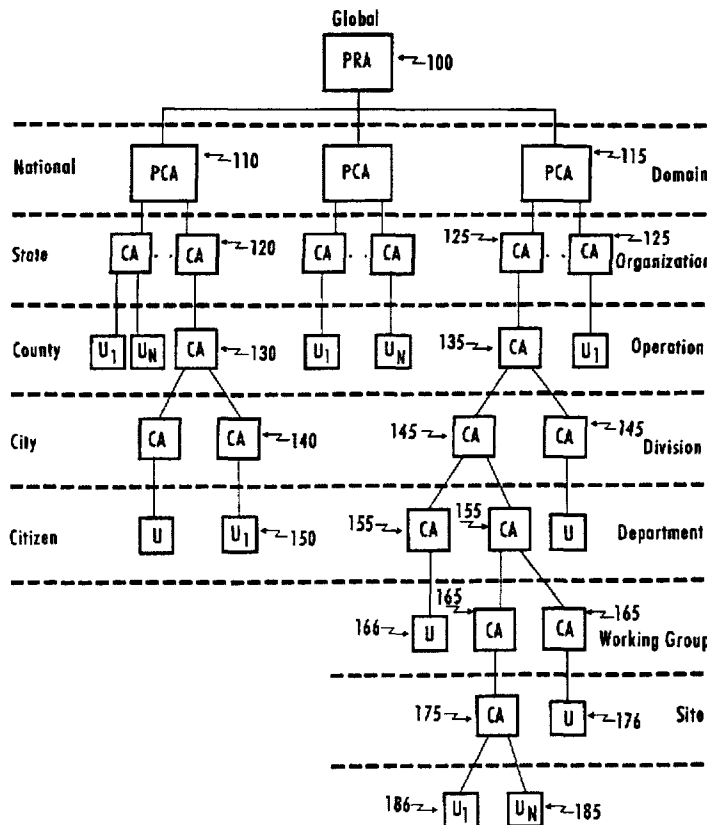 Global
PRA 100
National PCA 110 PCA PCA 115 Domain
State CA . . CA 120 CA . . CA 125 CA . . CA 125 Organization
County U1 UN CA 130 U1 UN 135 CA U1 Operation
City CA CA 140 145 CA CA 145 Division
Citizen U U1 150 155 CA 155 CA U Department
166 U 165 CA CA 165 Working Group
175 CA U 176 Site
186 U1 UN 185